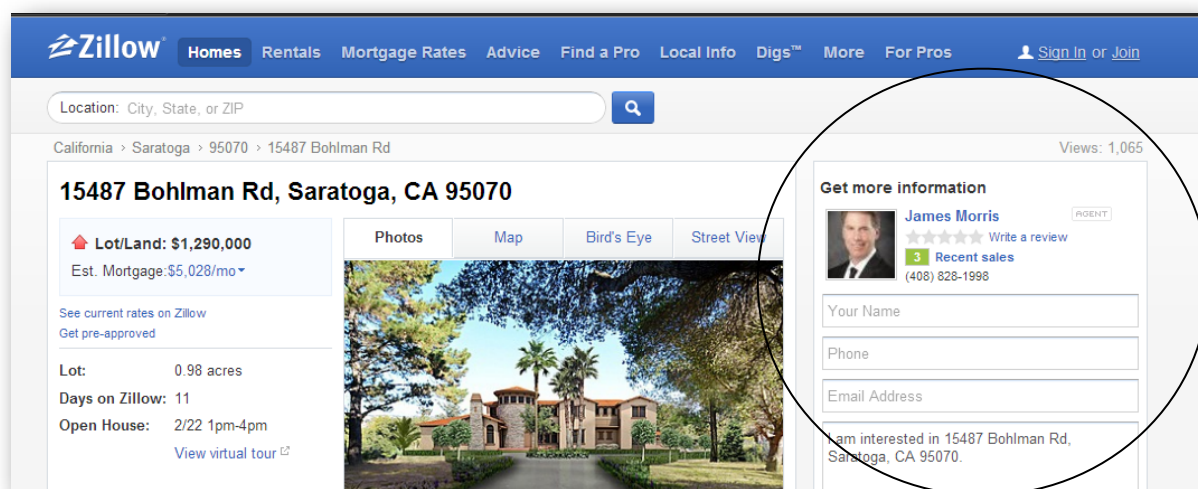 Zillow®
Homes Rentals Mortgage Rates Advice Find a Pro Local Info Digs™ More For Pros Sign In or Join
Location: City, State, or ZIP
California › Saratoga › 95070 › 15487 Bohlman Rd
Views: 1,065
15487 Bohlman Rd, Saratoga, CA 95070
Lot/Land: $1,290,000
Est. Mortgage:$5,028/mo
See current rates on Zillow
Get pre-approved
Lot: 0.98 acres
Days on Zillow: 11
Open House: 2/22 1pm-4pm
View virtual tour
Photos Map Bird's Eye Street View
Get more information
James Morris AGENT
Write a review
3 Recent sales
(408) 828-1998
Your Name
Phone
Email Address
I am interested in 15487 Bohlman Rd,
Saratoga, CA 95070.